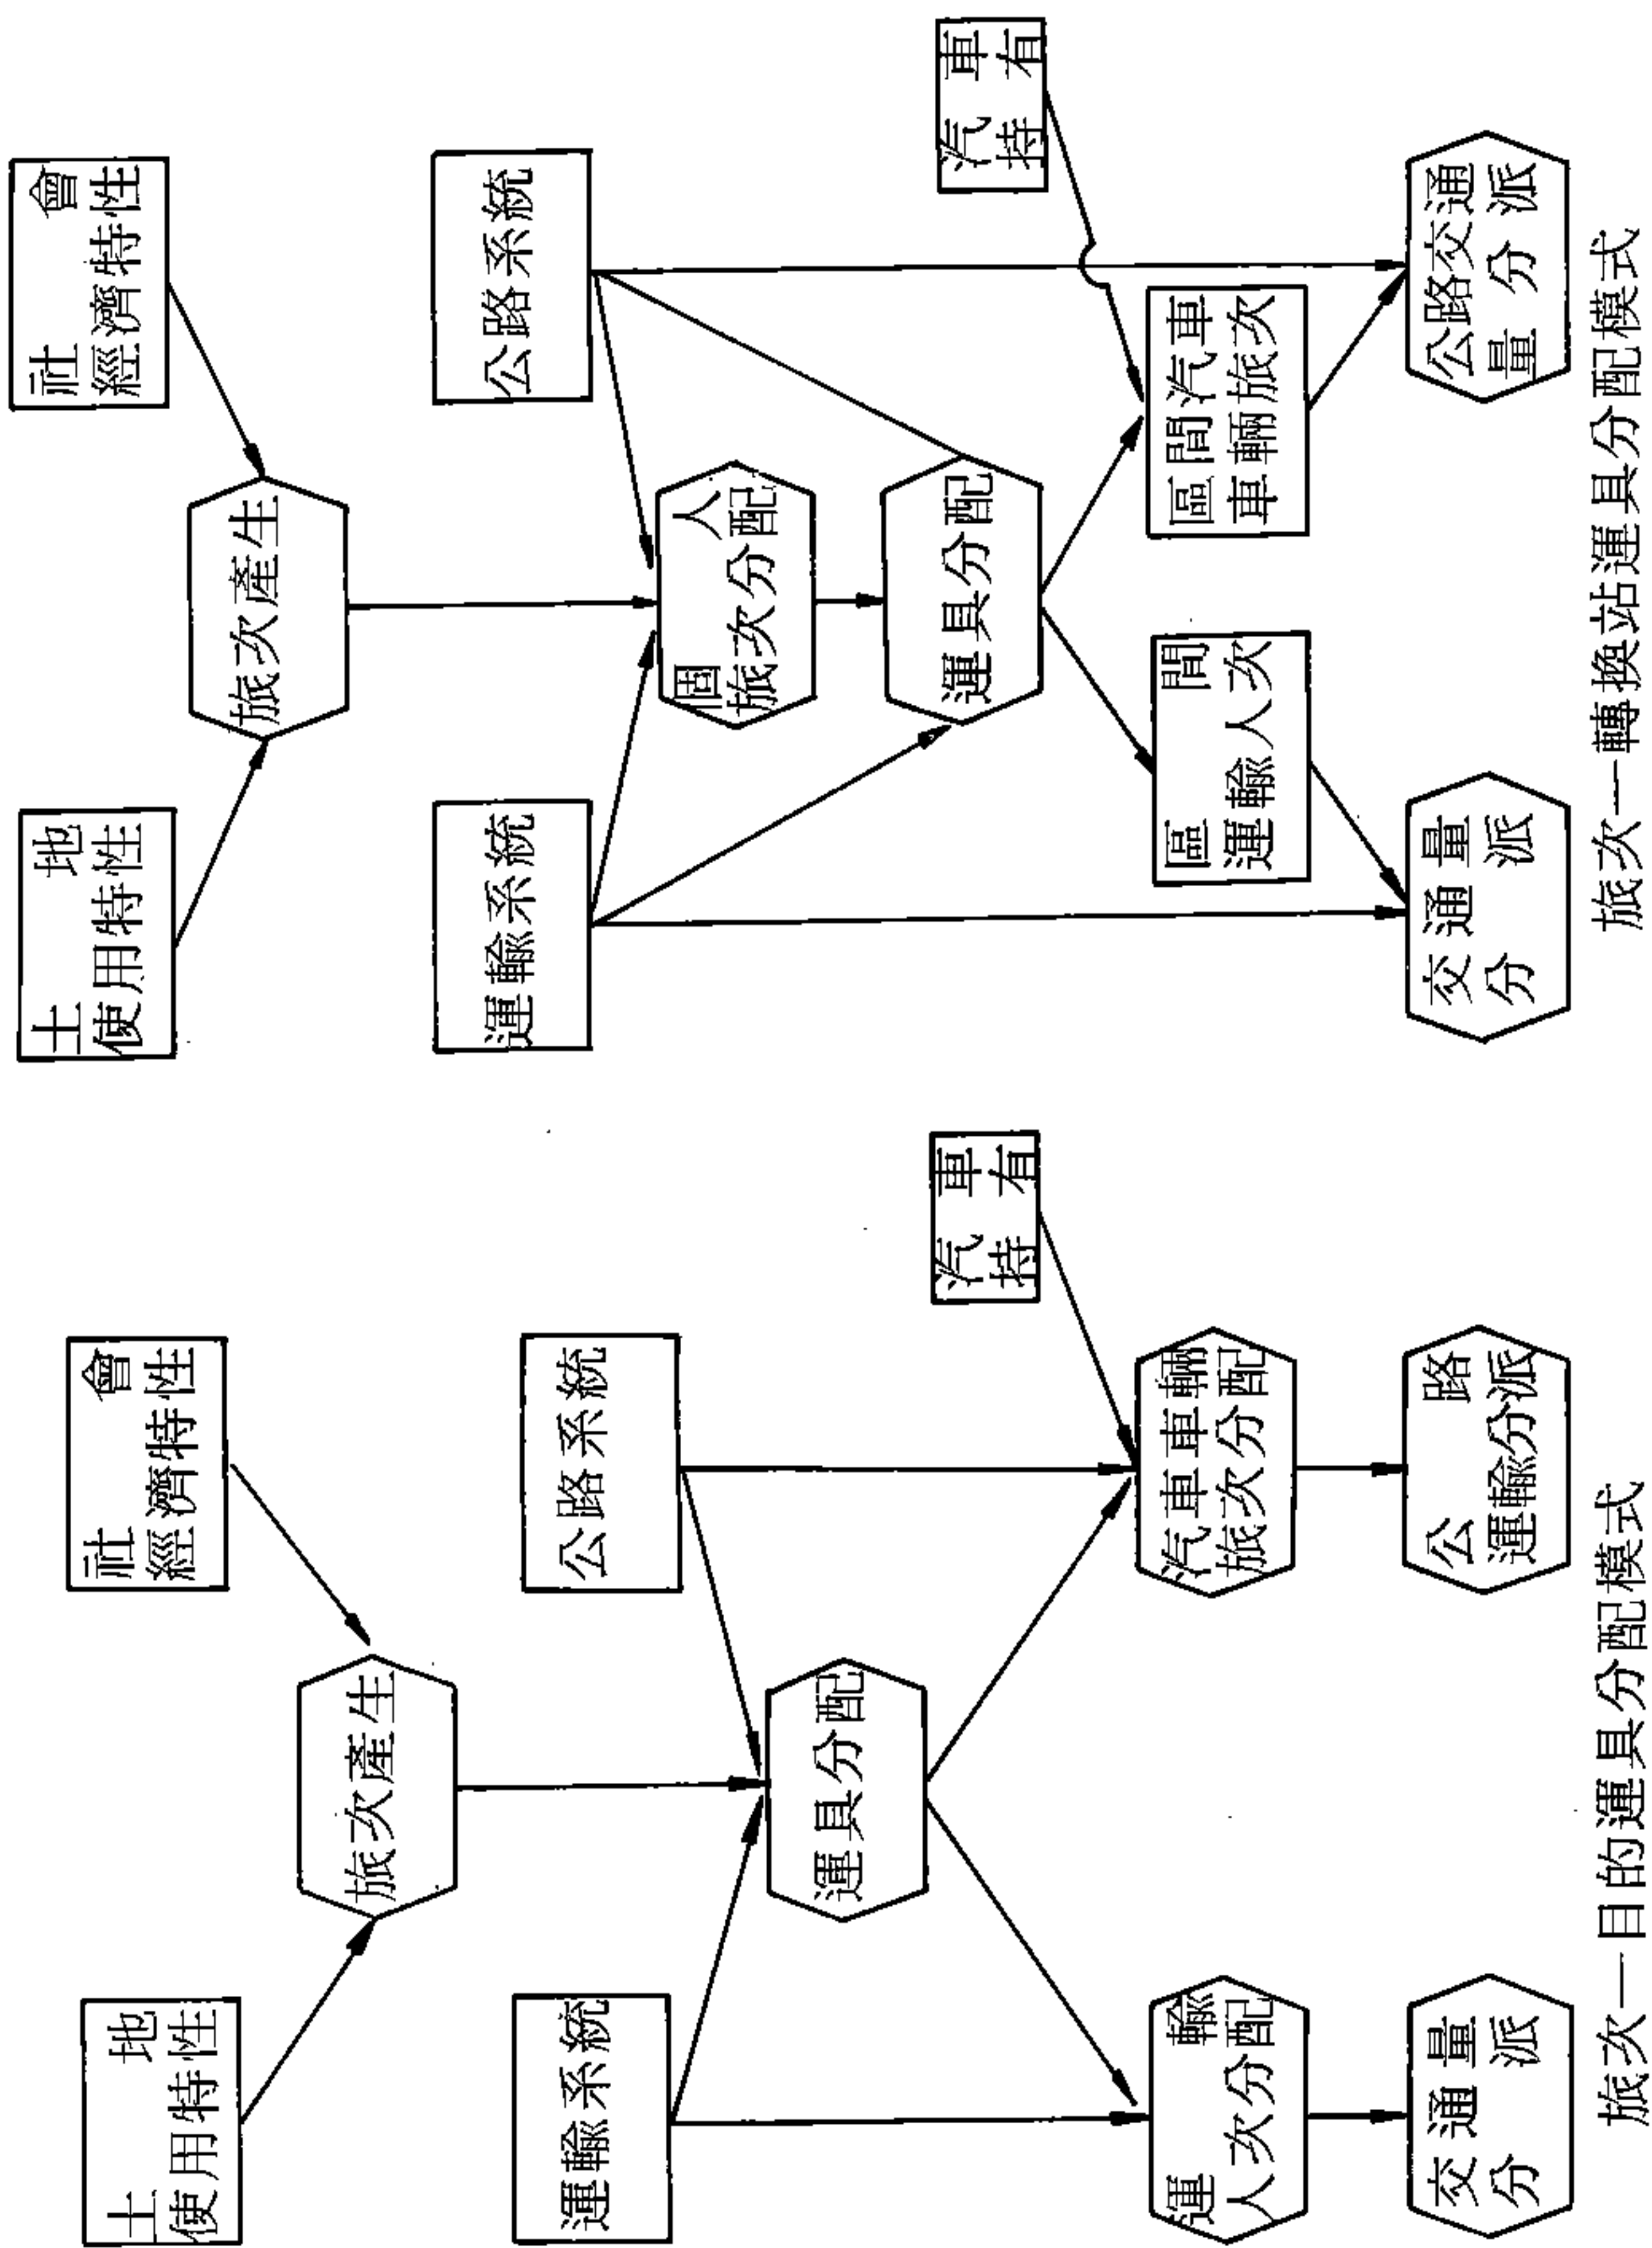 土地
使用特性
社會
經濟特性
旅次產生
運輸系統
公路系統
運具分配
汽車
持有
運輸
人次分配
汽車車輛
旅次分配
交通量
分派
公路
運輸分派
旅次—目的運具分配模式
土地
使用特性
社會
經濟特性
旅次產生
運輸系統
公路系統
個人
旅次分配
運具分配
汽車
持有
區間
運輸人次
區間汽車
車輛旅次
交通量
分派
公路交通
量分派
旅次—轉換站運具分配模式